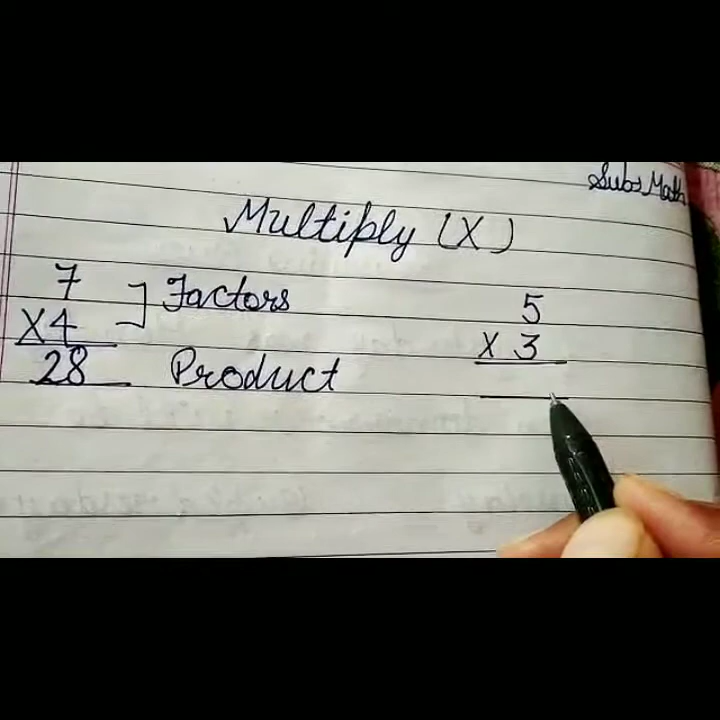 Subs Math
Multiply (X)
7
X4
28
] Factors
Product
5
X 3